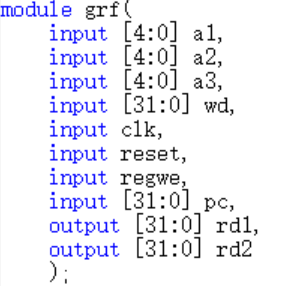 module grf(
    input [4:0] a1,
    input [4:0] a2,
    input [4:0] a3,
    input [31:0] wd,
    input clk,
    input reset,
    input regwe,
    input [31:0] pc,
    output [31:0] rd1,
    output [31:0] rd2
    );